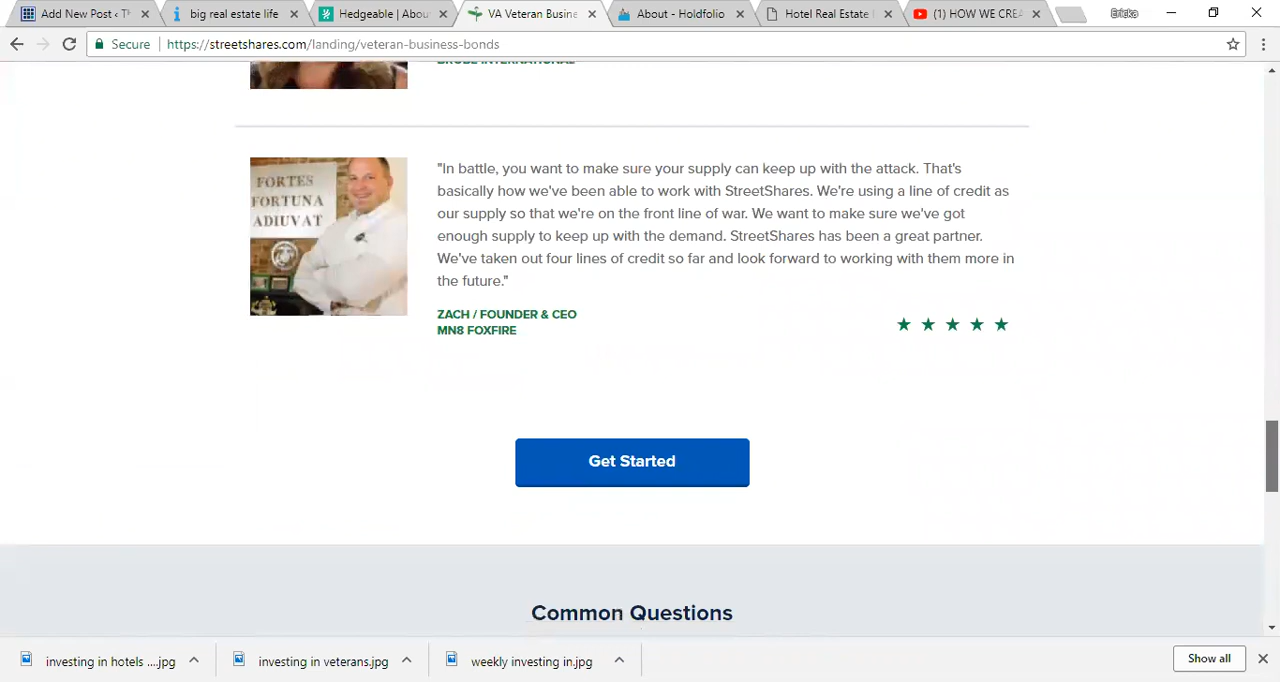 Add New Post ‹ T
big real estate life
Hedgeable | Abou
VA Veteran Busine
About - Holdfolio
Hotel Real Estate
(1) HOW WE CREA
Ericka
Secure
https://streetshares.com/landing/veteran-business-bonds
BRUBE INTERNATIONAL
FORTES
FORTUNA
ADIUVAT
"In battle, you want to make sure your supply can keep up with the attack. That's
basically how we've been able to work with StreetShares. We're using a line of credit as
our supply so that we're on the front line of war. We want to make sure we've got
enough supply to keep up with the demand. StreetShares has been a great partner.
We've taken out four lines of credit so far and look forward to working with them more in
the future."
ZACH / FOUNDER & CEO
MN8 FOXFIRE
Get Started
Common Questions
investing in hotels ....jpg
investing in veterans.jpg
weekly investing in.jpg
Show all